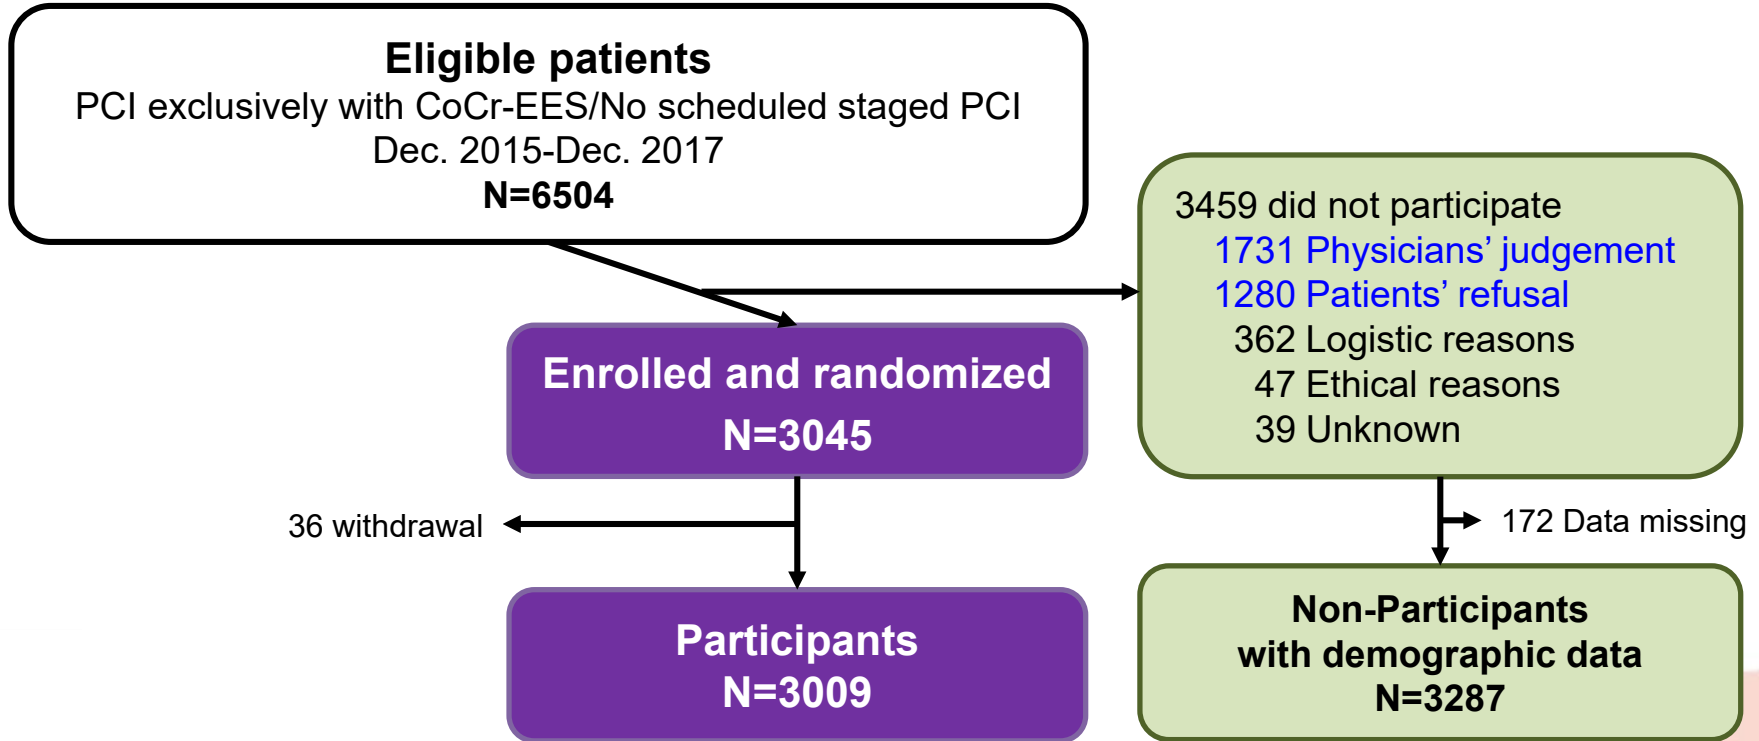 Eligible patients
PCI exclusively with CoCr-EES/No scheduled staged PCI
Dec. 2015-Dec. 2017
N=6504
3459 did not participate
1731 Physicians’ judgement
1280 Patients’ refusal
362 Logistic reasons
47 Ethical reasons
39 Unknown
Enrolled and randomized
N=3045
36 withdrawal
172 Data missing
Participants
N=3009
Non-Participants
with demographic data
N=3287